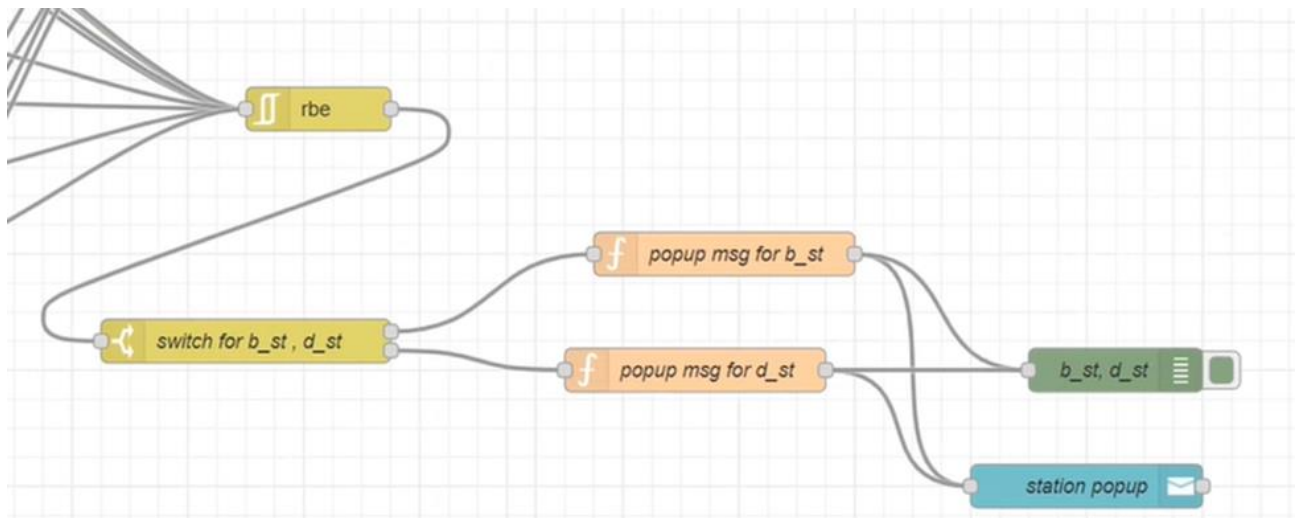 rbe
popup msg for b_st
switch for b_st , d_st
popup msg for d_st
b_st, d_st
station popup